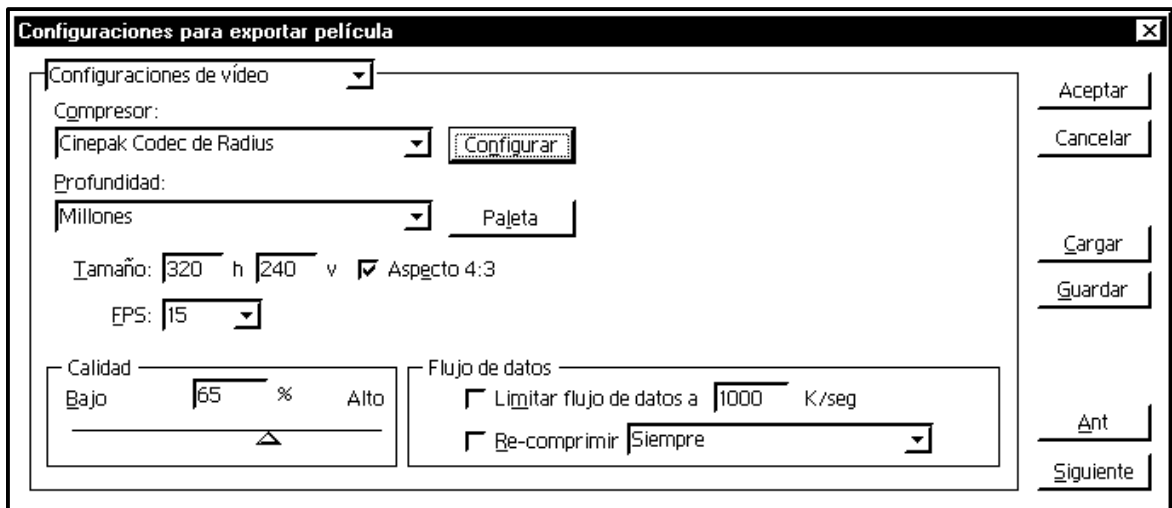 Configuraciones para exportar película
Configuraciones de vídeo
Compresor:
Cinepak Codec de Radius
Configurar
Profundidad:
Millones
Paleta
Tamaño: 320 h 240 v Aspecto 4:3
FPS: 15
Calidad
Bajo 65 % Alto
Flujo de datos
Limitar flujo de datos a 1000 K/seg
Re-comprimir Siempre
Aceptar
Cancelar
Cargar
Guardar
Ant
Siguiente